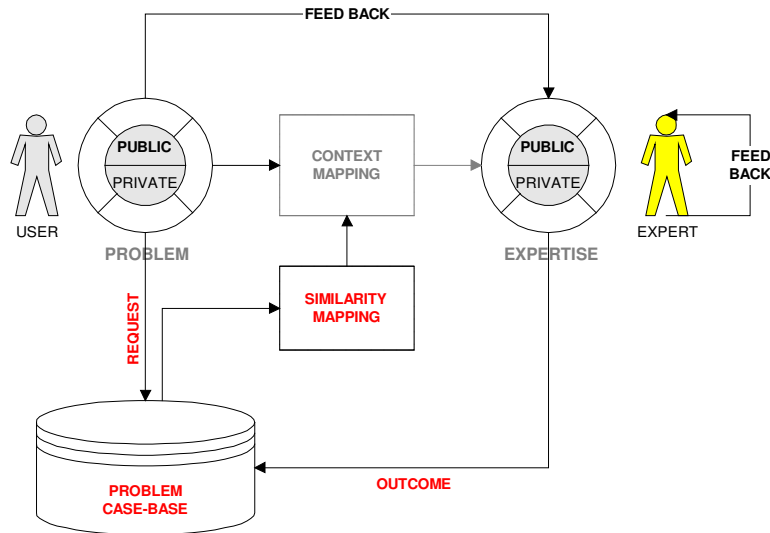 FEED BACK
PUBLIC
PRIVATE
CONTEXT
MAPPING
PUBLIC
PRIVATE
FEED
BACK
USER
EXPERT
PROBLEM
EXPERTISE
REQUEST
SIMILARITY
MAPPING
OUTCOME
PROBLEM
CASE-BASE